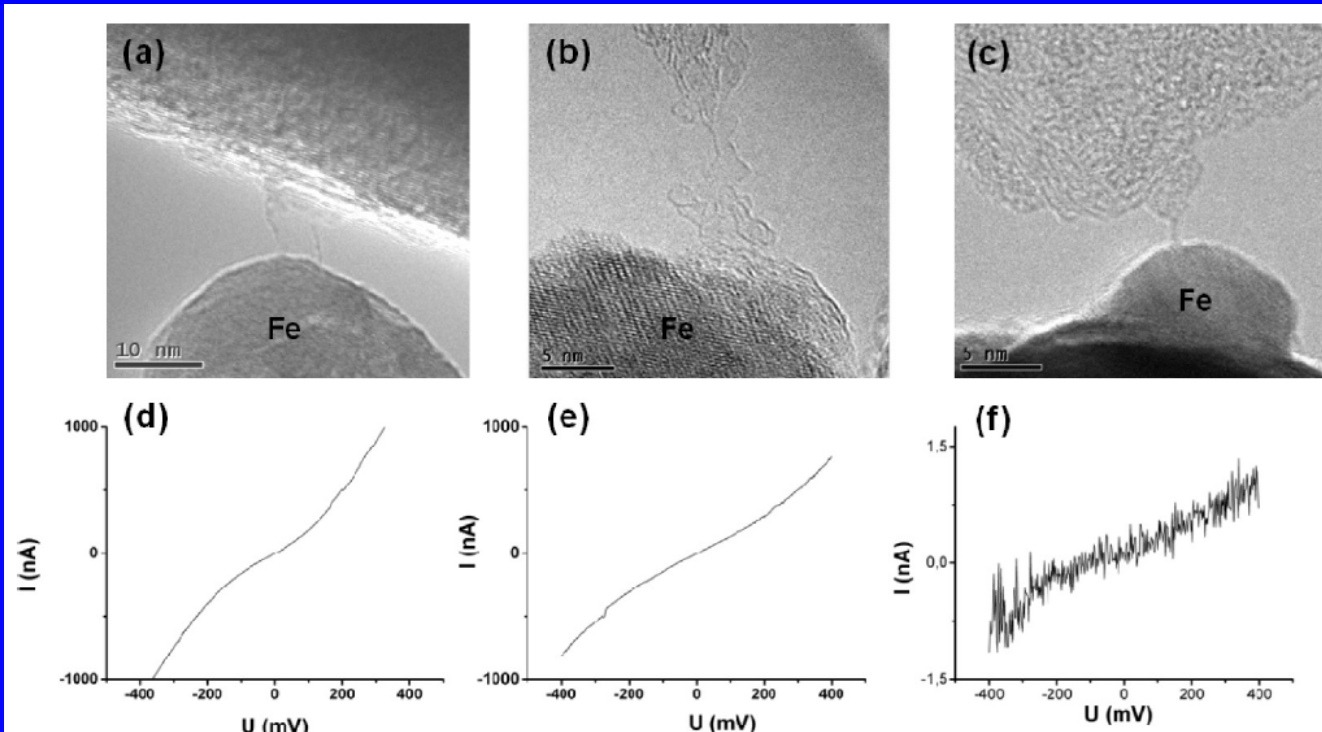 (a) (b) (c)
Fe Fe Fe
10 nm 5 nm 5 nm
(d) (e) (f)
1000
0
-1000
I (nA)
-400 -200 0 200 400
U (mV)
1000
0
-1000
I (nA)
-400 -200 0 200 400
U (mV)
1,5
0,0
-1,5
I (nA)
-400 -200 0 200 400
U (mV)